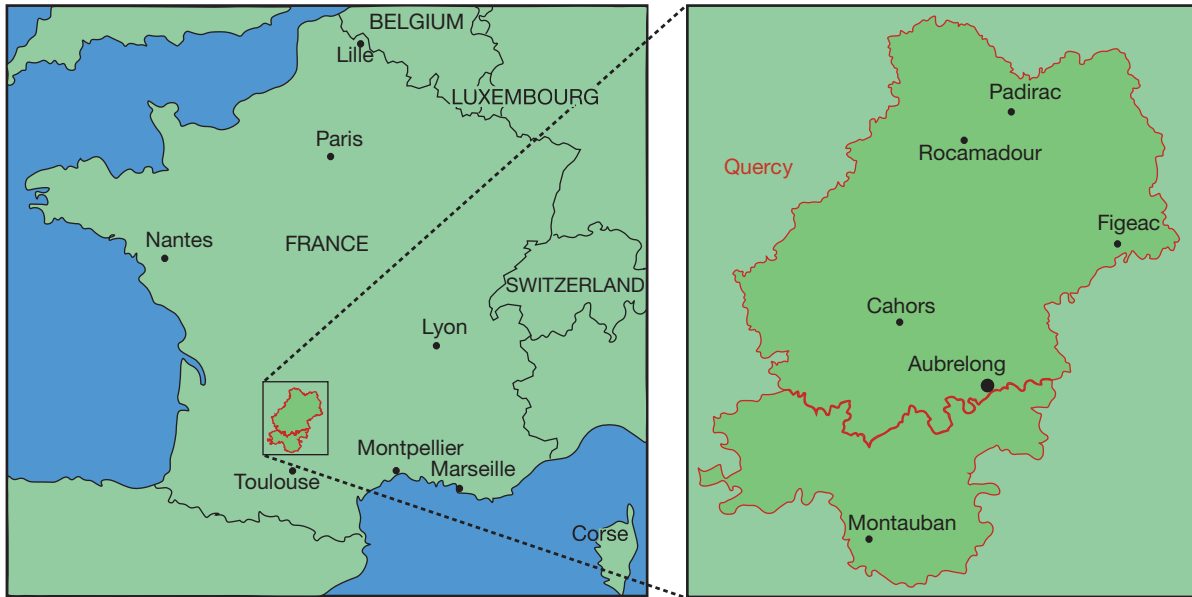 BELGIUM
Lille
LUXEMBOURG
Paris
Nantes
FRANCE
SWITZERLAND
Lyon
Montpellier
Marseille
Toulouse
Corse
Padirac
Rocamadour
Quercy
Figeac
Cahors
Aubrelong
Montauban